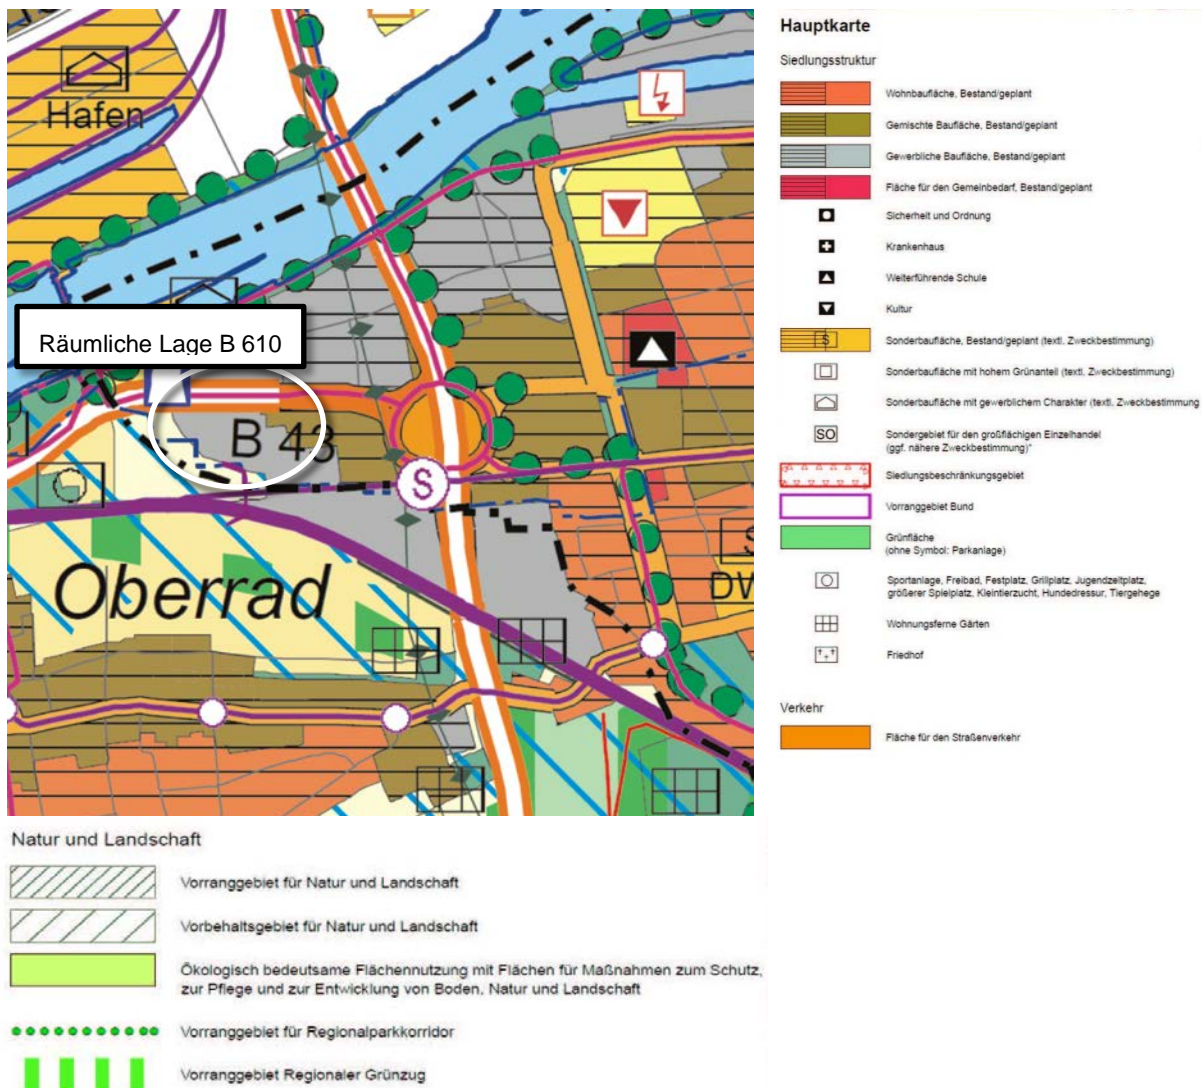 Hafen
Räumliche Lage B 610
B 43
S
Oberrad
DW
Hauptkarte
Siedlungsstruktur
Wohnbaufläche, Bestand/geplant
Gemischte Baufläche, Bestand/geplant
Gewerbliche Baufläche, Bestand/geplant
Fläche für den Gemeinbedarf, Bestand/geplant
Sicherheit und Ordnung
Krankenhaus
Weiterführende Schule
Kultur
S Sonderbaufläche, Bestand/geplant (textl. Zweckbestimmung)
Sonderbaufläche mit hohem Grünanteil (textl. Zweckbestimmung)
Sonderbaufläche mit gewerblichem Charakter (textl. Zweckbestimmung
SO Sondergebiet für den großflächigen Einzelhandel
(ggf. nähere Zweckbestimmung)*
Siedlungsbeschränkungsgebiet
Vorranggebiet Bund
Grünfläche
(ohne Symbol: Parkanlage)
Sportanlage, Freibad, Festplatz, Grillplatz, Jugendzeltplatz,
größerer Spielplatz, Kleintierzucht, Hundedressur, Tiergehege
Wohnungsferne Gärten
Friedhof
Verkehr
Fläche für den Straßenverkehr
Natur und Landschaft
Vorranggebiet für Natur und Landschaft
Vorbehaltsgebiet für Natur und Landschaft
Ökologisch bedeutsame Flächennutzung mit Flächen für Maßnahmen zum Schutz,
zur Pflege und zur Entwicklung von Boden, Natur und Landschaft
Vorranggebiet für Regionalparkkorridor
Vorranggebiet Regionaler Grünzug